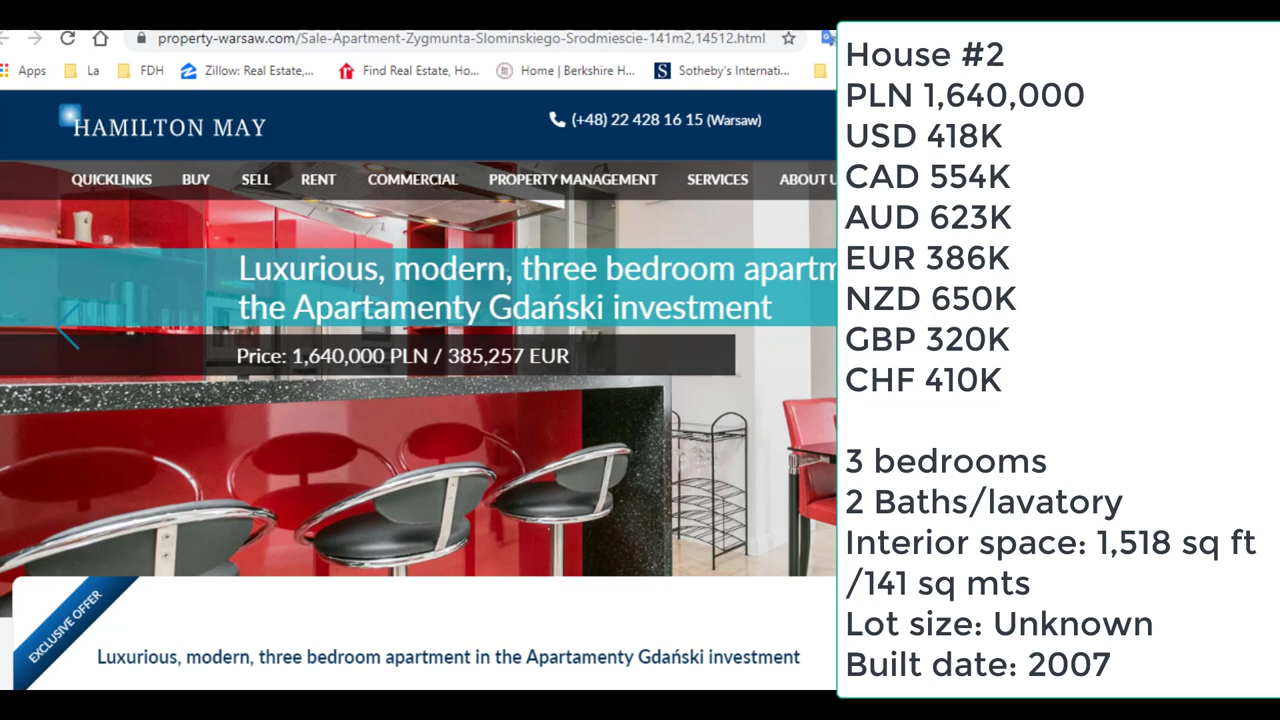 property-warsaw.com/Sale-Apartment-Zygmunta-Slominskiego-Srodmiescie-141m2,14512.html
Apps La FDH Zillow: Real Estate,... Find Real Estate, Ho... Home | Berkshire H... S Sotheby's Internati...
HAMILTON MAY
(+48) 22 428 16 15 (Warsaw)
QUICKLINKS BUY SELL RENT COMMERCIAL PROPERTY MANAGEMENT SERVICES ABOUT U
Luxurious, modern, three bedroom apartm
the Apartamenty Gdański investment
Price: 1,640,000 PLN / 385,257 EUR
EXCLUSIVE OFFER
Luxurious, modern, three bedroom apartment in the Apartamenty Gdański investment
House #2
PLN 1,640,000
USD 418K
CAD 554K
AUD 623K
EUR 386K
NZD 650K
GBP 320K
CHF 410K
3 bedrooms
2 Baths/lavatory
Interior space: 1,518 sq ft
/141 sq mts
Lot size: Unknown
Built date: 2007